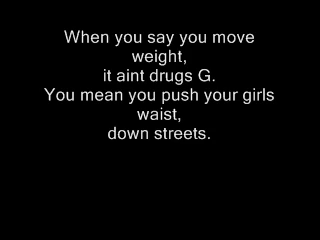 When you say you move
weight,
it aint drugs G.
You mean you push your girls
waist,
down streets.